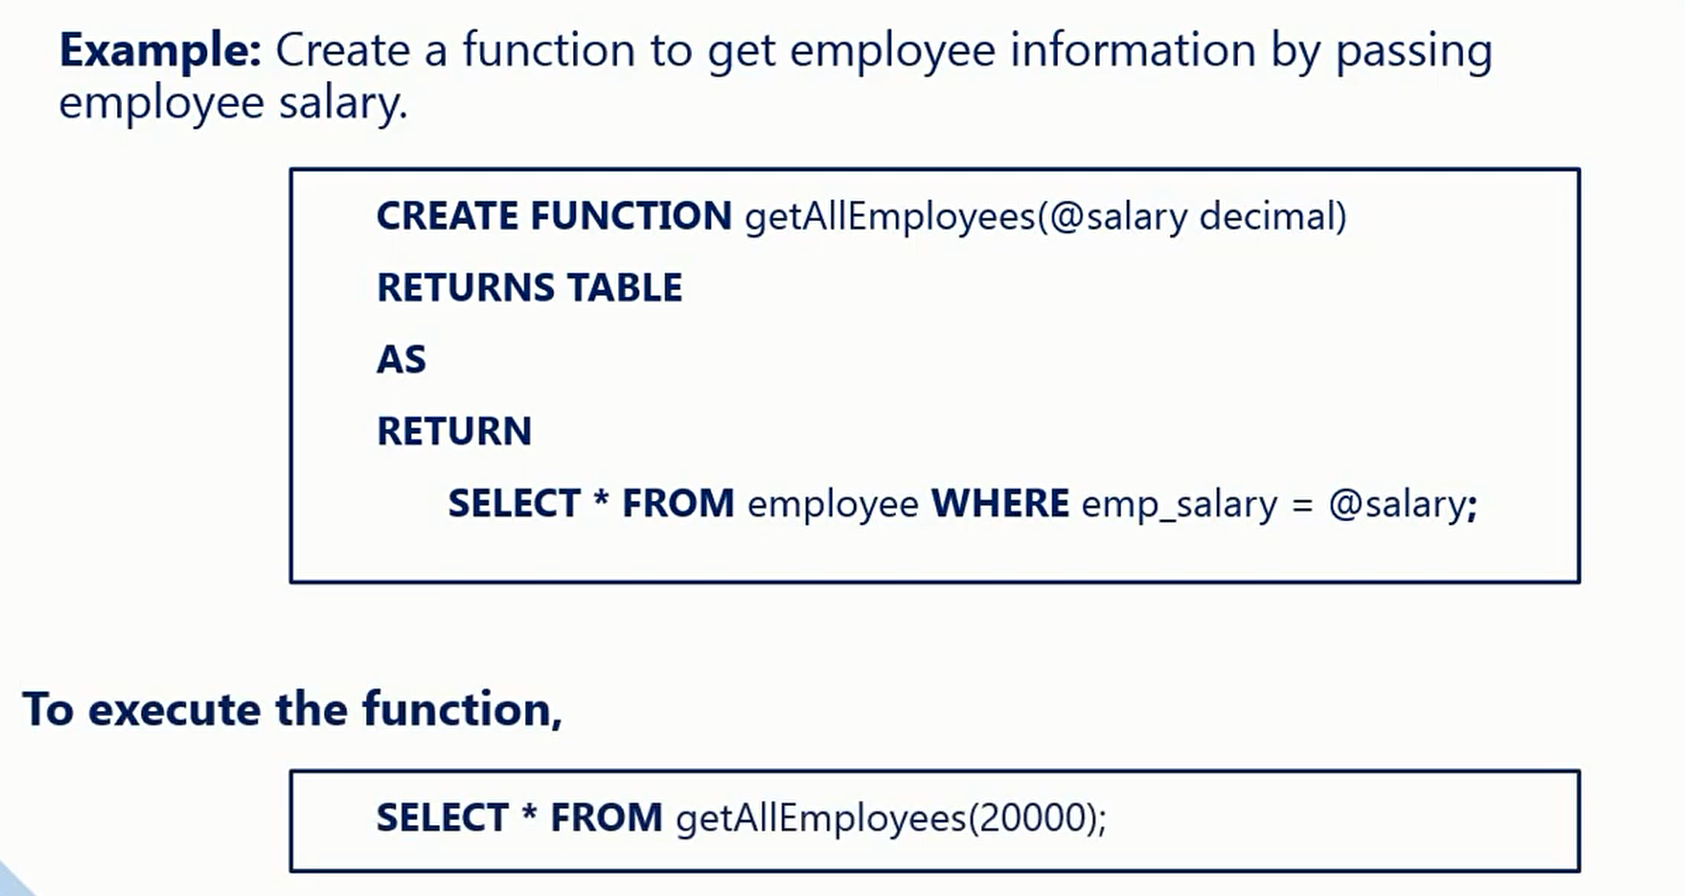 Example: Create a function to get employee information by passing
employee salary.
CREATE FUNCTION getAllEmployees(@salary decimal)
RETURNS TABLE
AS
RETURN
SELECT * FROM employee WHERE emp_salary = @salary;
To execute the function,
SELECT * FROM getAllEmployees(20000);